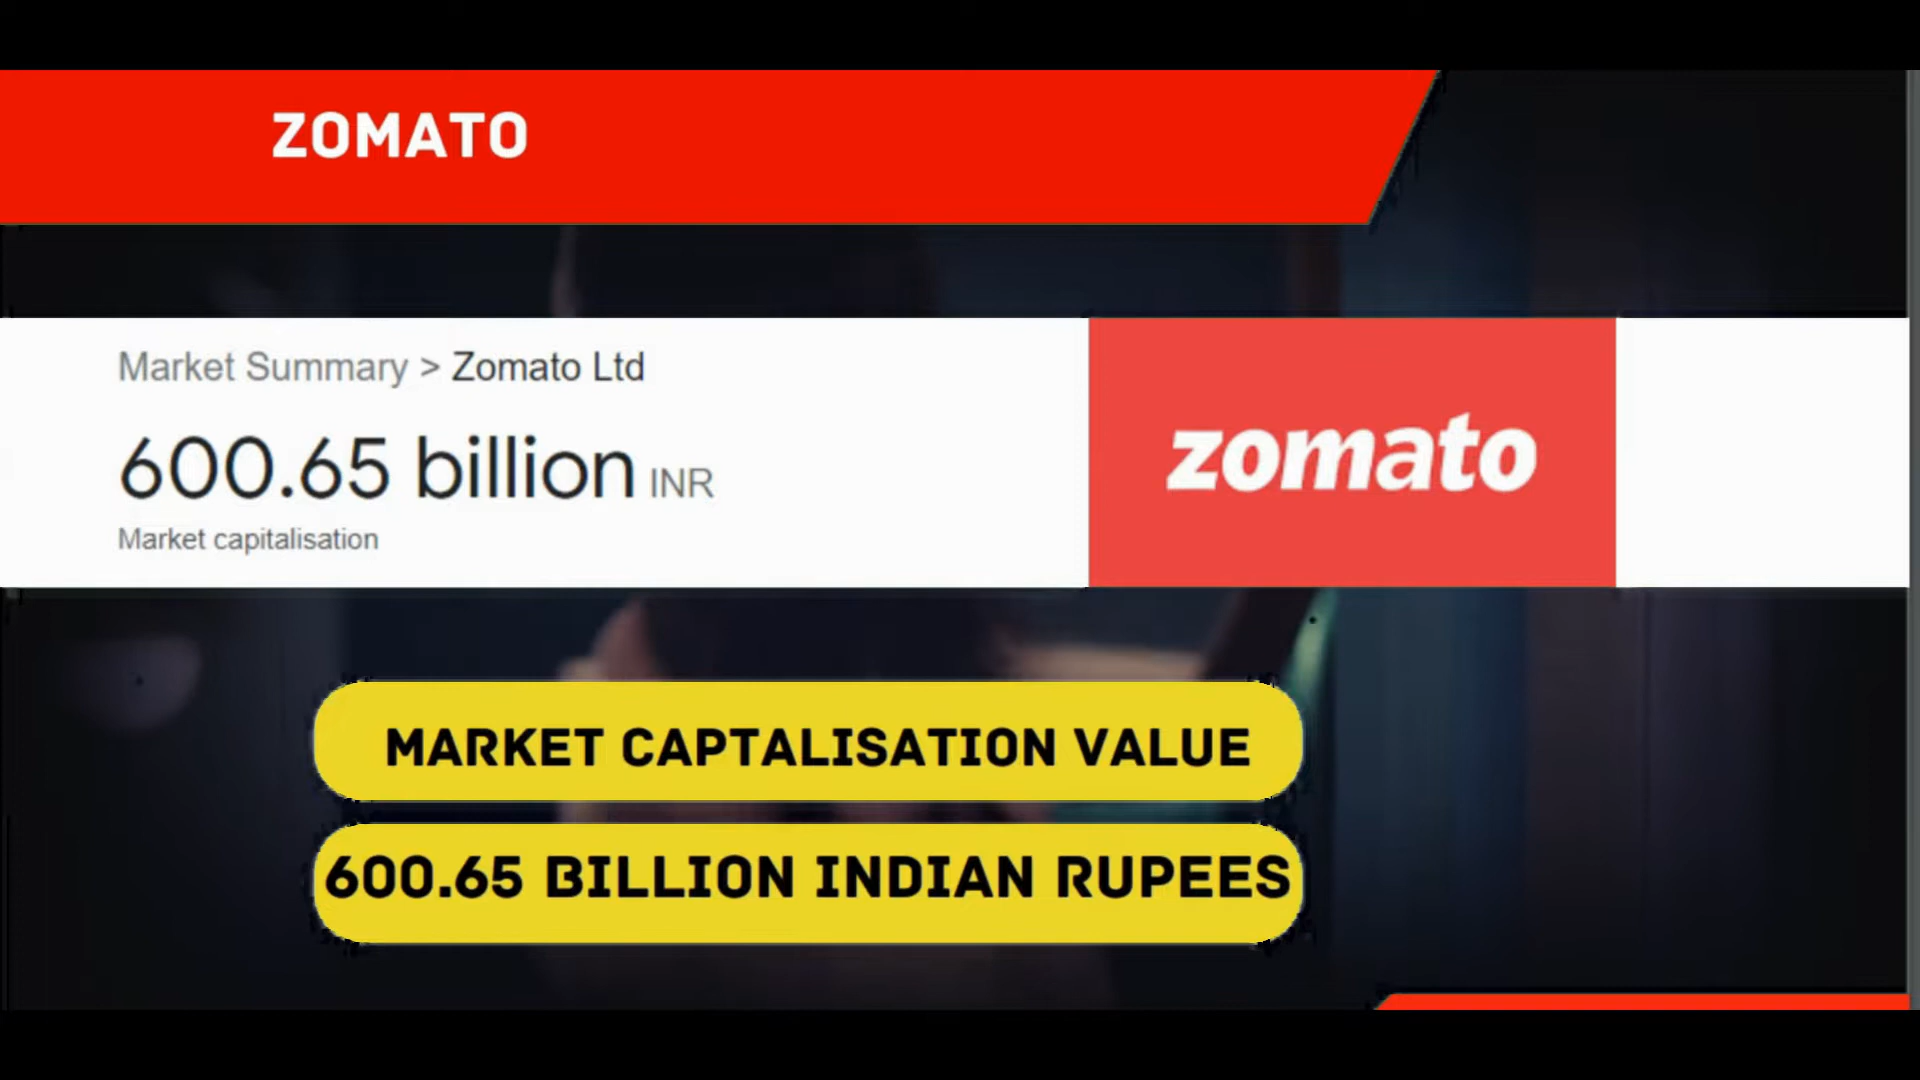 ZOMATO
Market Summary > Zomato Ltd
600.65 billion INR
Market capitalisation
zomato
MARKET CAPTALISATION VALUE
600.65 BILLION INDIAN RUPEES